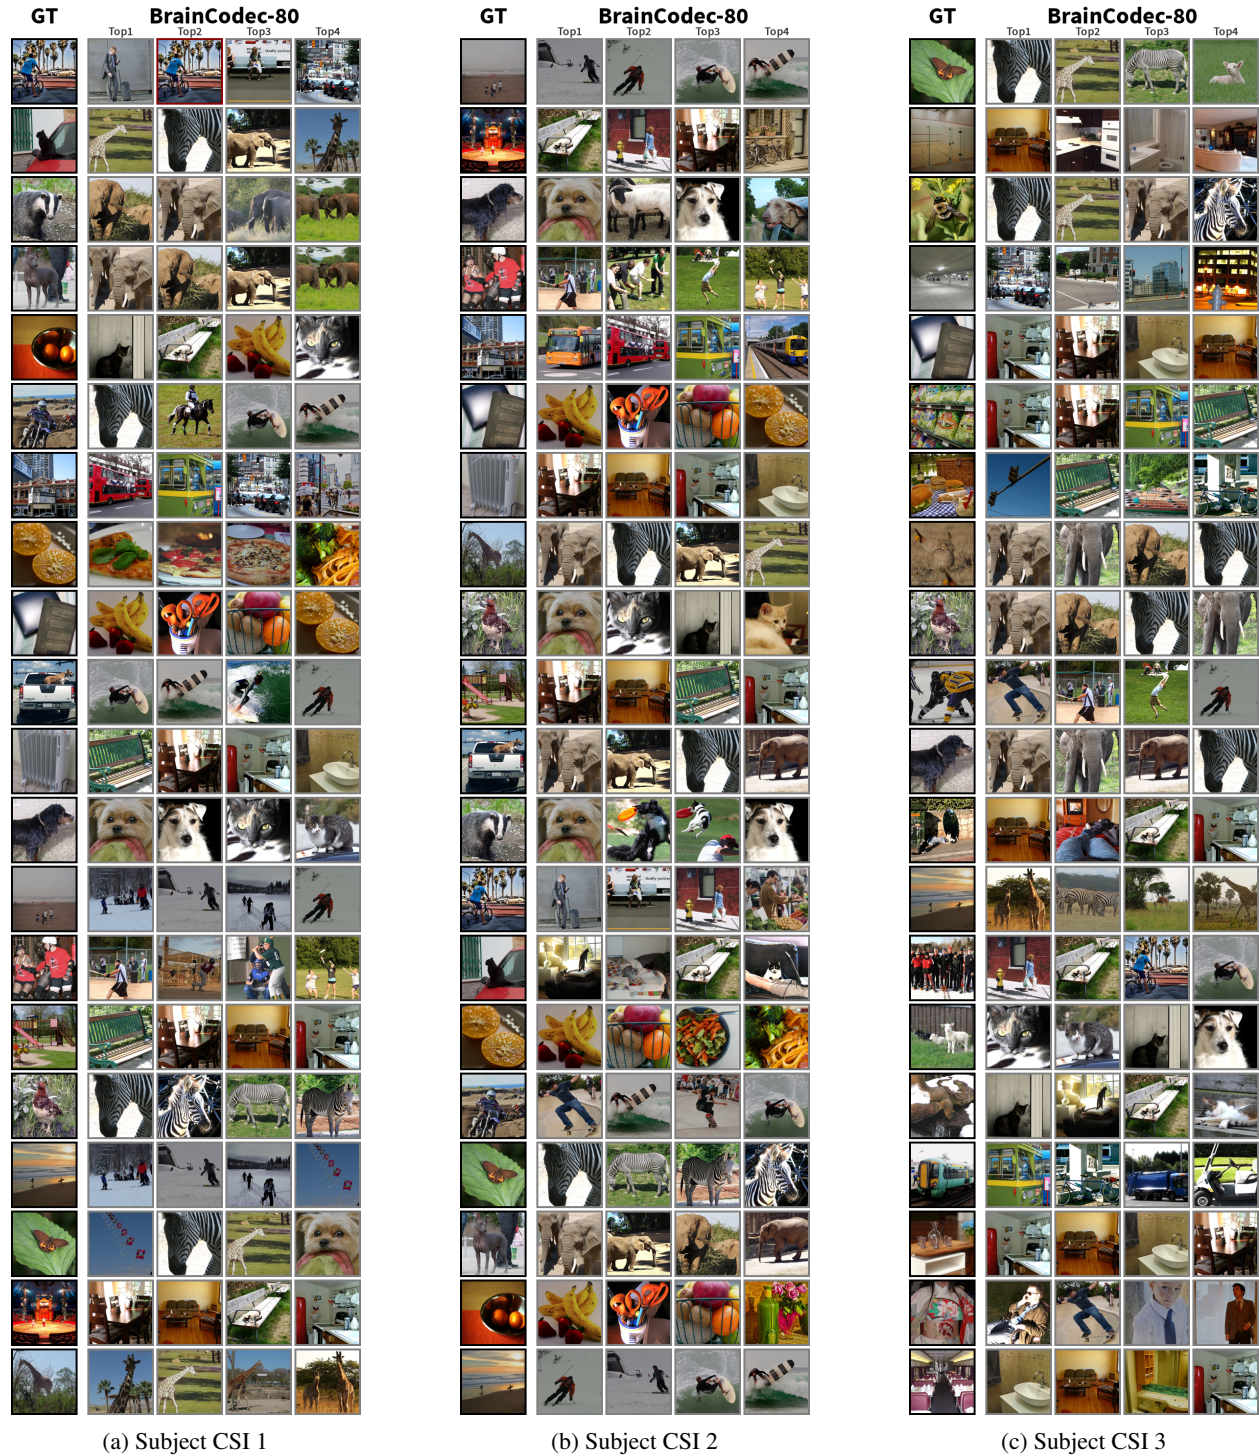 GT BrainCodec-80 GT BrainCodec-80 GT BrainCodec-80
Top1 Top2 Top3 Top4 Top1 Top2 Top3 Top4 Top1 Top2 Top3 Top4
(a) Subject CSI 1 (b) Subject CSI 2 (c) Subject CSI 3